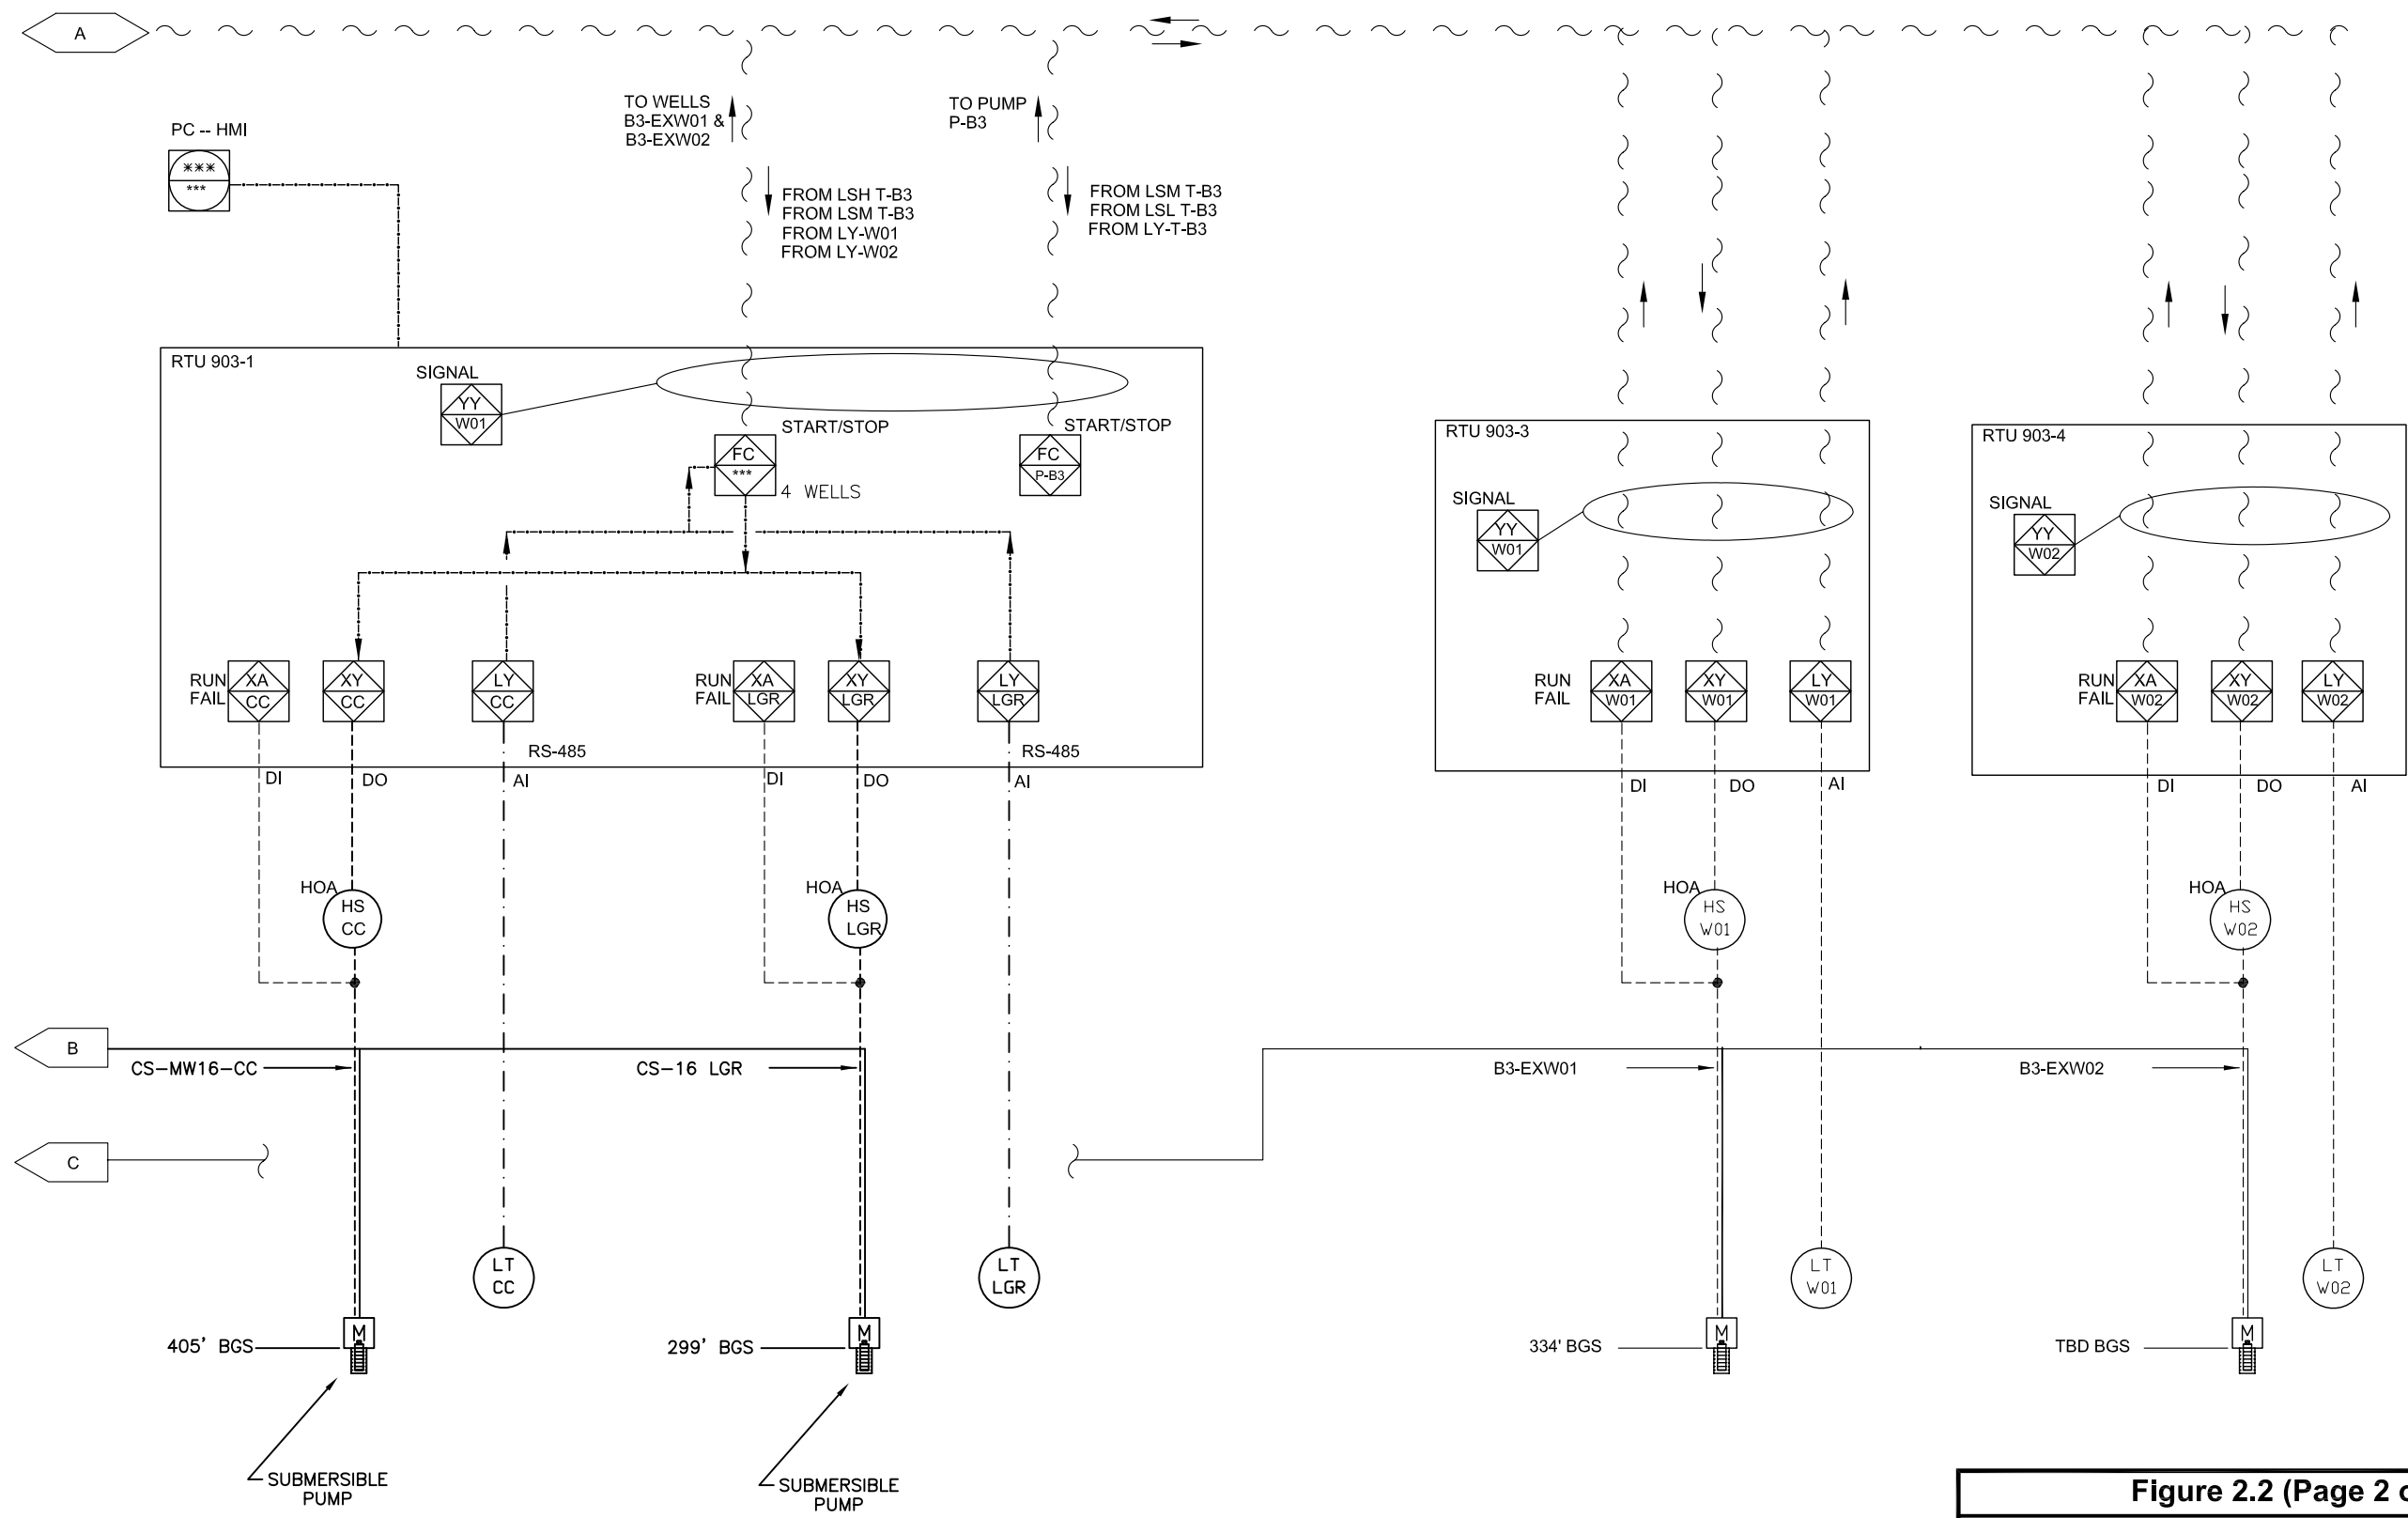 A
TO WELLS
B3-EXW01 &
B3-EXW02
TO PUMP
P-B3
PC -- HMI
***
***
FROM LSH T-B3
FROM LSM T-B3
FROM LY-W01
FROM LY-W02
FROM LSM T-B3
FROM LSL T-B3
FROM LY-T-B3
RTU 903-1
SIGNAL
YY
W01
START/STOP
FC
***
4 WELLS
START/STOP
FC
P-B3
RTU 903-3
SIGNAL
YY
W01
RTU 903-4
SIGNAL
YY
W02
RUN
FAIL
XA
CC
XY
CC
LY
CC
RUN
FAIL
XA
LGR
XY
LGR
LY
LGR
RUN
FAIL
XA
W01
XY
W01
LY
W01
RUN
FAIL
XA
W02
XY
W02
LY
W02
RS-485
RS-485
DI
DO
AI
DI
DO
AI
DI
DO
AI
DI
DO
AI
HOA
HS
CC
HOA
HS
LGR
HOA
HS
W01
HOA
HS
W02
B
CS-MW16-CC
CS-16 LGR
B3-EXW01
B3-EXW02
C
LT
CC
LT
LGR
LT
W01
LT
W02
M
405' BGS
M
299' BGS
M
334' BGS
M
TBD BGS
SUBMERSIBLE
PUMP
SUBMERSIBLE
PUMP
Figure 2.2 (Page 2